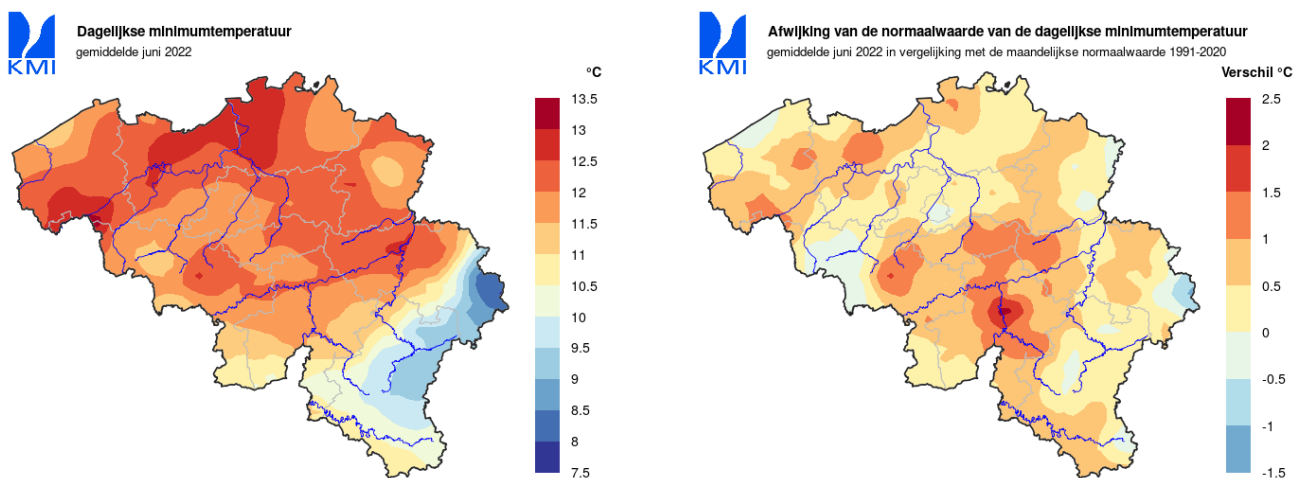 Dagelijkse minimumtemperatuur
gemiddelde juni 2022
KMI
°C
13.5
13
12.5
12
11.5
11
10.5
10
9.5
9
8.5
8
7.5
Afwijking van de normaalwaarde van de dagelijkse minimumtemperatuur
gemiddelde juni 2022 in vergelijking met de maandelijkse normaalwaarde 1991-2020
KMI
Verschil °C
2.5
2
1.5
1
0.5
0
-0.5
-1
-1.5